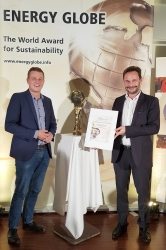 ENERGY GLOBE
The World Award
for Sustainability
www.energyglobe.info